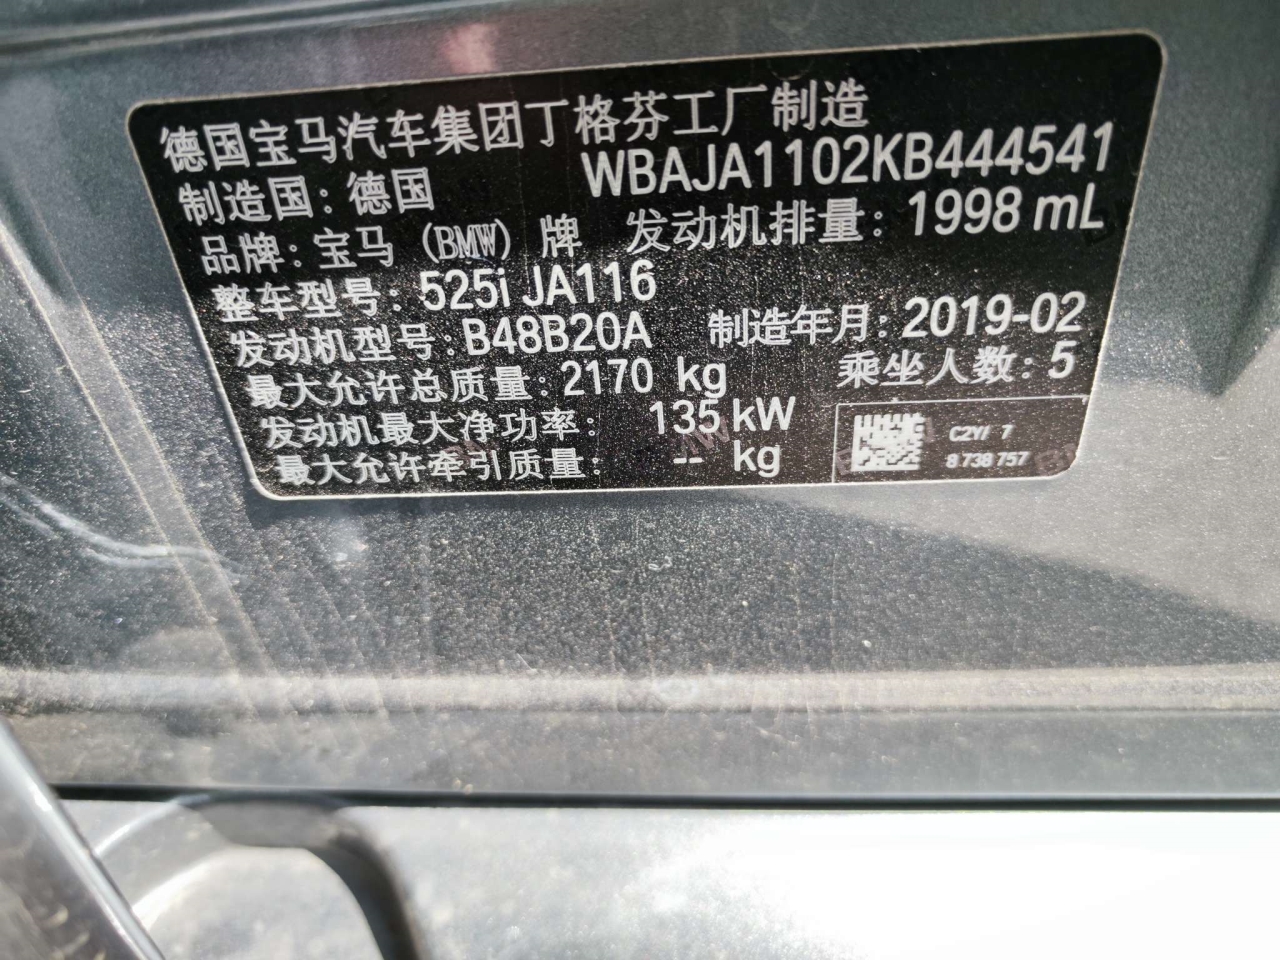 德国宝马汽车集团丁格芬工厂制造
制造国：德国 WBAJA1102KB444541
品牌：宝马 (BMW) 牌 发动机排量：1998 mL
整车型号：525i JA116
发动机型号：B48B20A 制造年月：2019-02
最大允许总质量：2170 kg 乘坐人数：5
发动机最大净功率： 135 kW
最大允许牵引质量： -- kg
C2Y/ 7
8 738 757